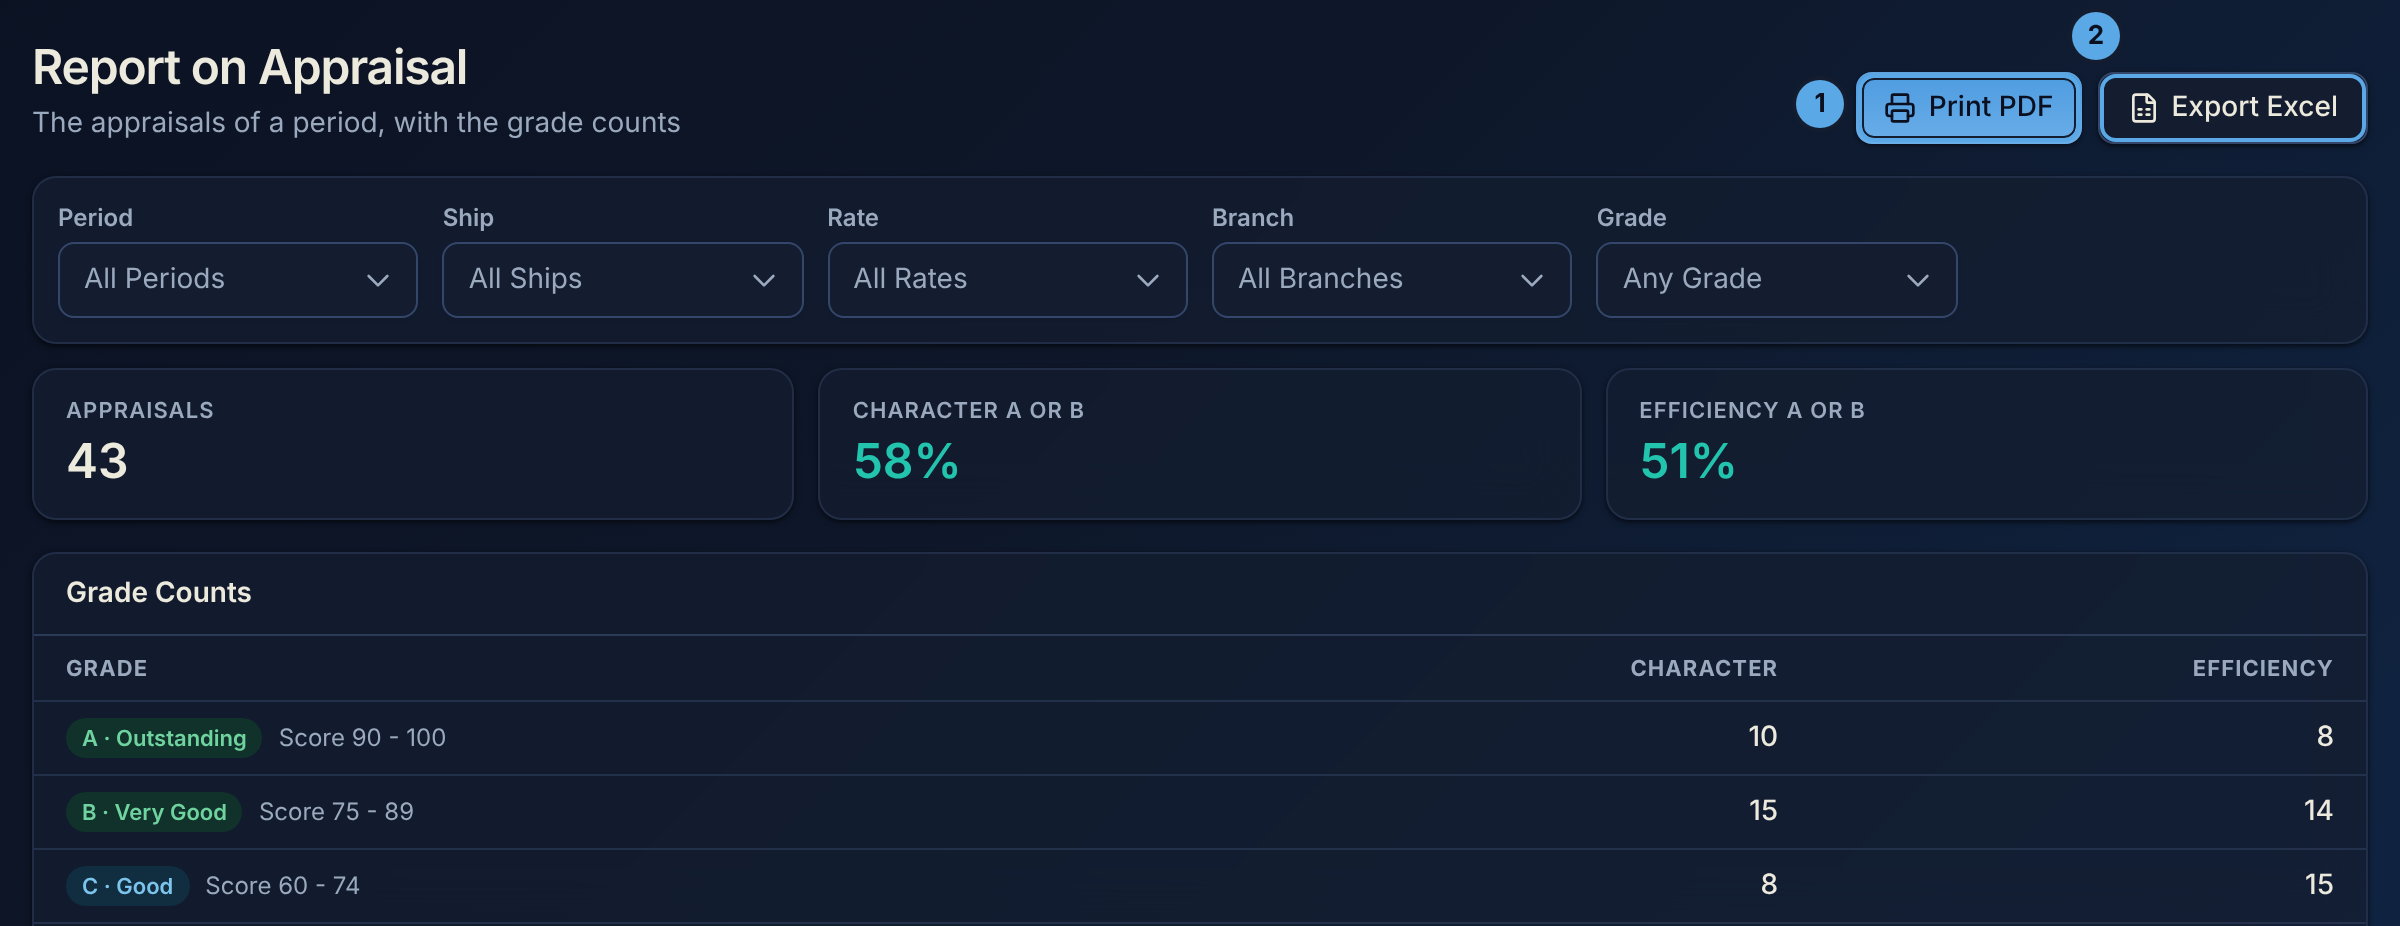 Report on Appraisal
The appraisals of a period, with the grade counts
1
Print PDF
2
Export Excel
Period
Ship
Rate
Branch
Grade
All Periods
All Ships
All Rates
All Branches
Any Grade
APPRAISALS
43
CHARACTER A OR B
58%
EFFICIENCY A OR B
51%
Grade Counts
GRADE CHARACTER EFFICIENCY
A · Outstanding Score 90 - 100 10 8
B · Very Good Score 75 - 89 15 14
C · Good Score 60 - 74 8 15